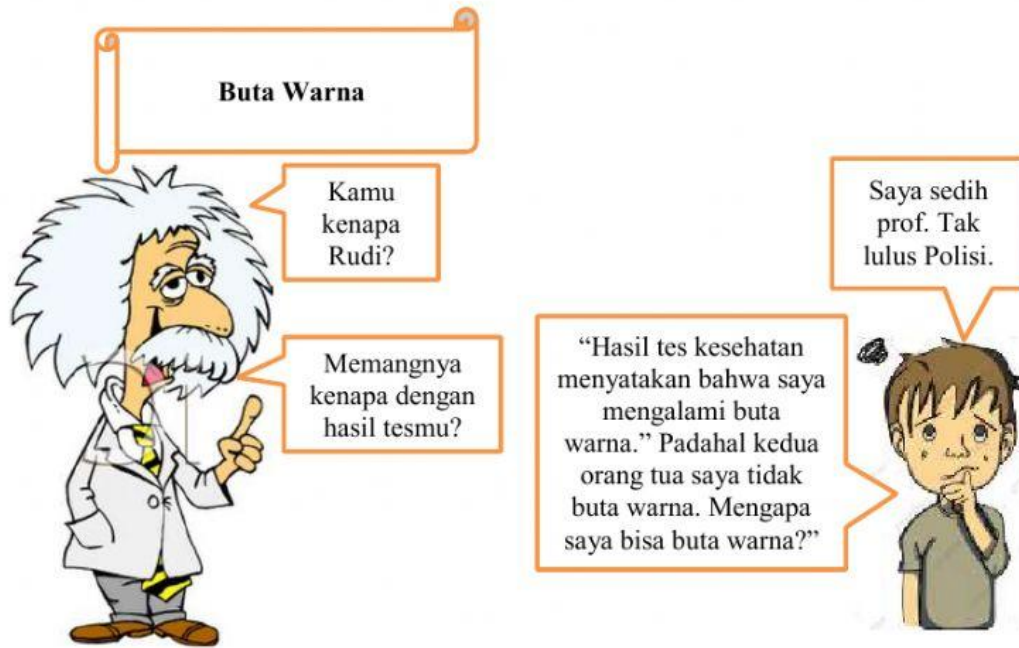 Buta Warna
Kamu
kenapa
Rudi?
Saya sedih
prof. Tak
lulus Polisi.
Memangnya
kenapa dengan
hasil tesmu?
“Hasil tes kesehatan
menyatakan bahwa saya
mengalami buta
warna.” Padahal kedua
orang tua saya tidak
buta warna. Mengapa
saya bisa buta warna?”